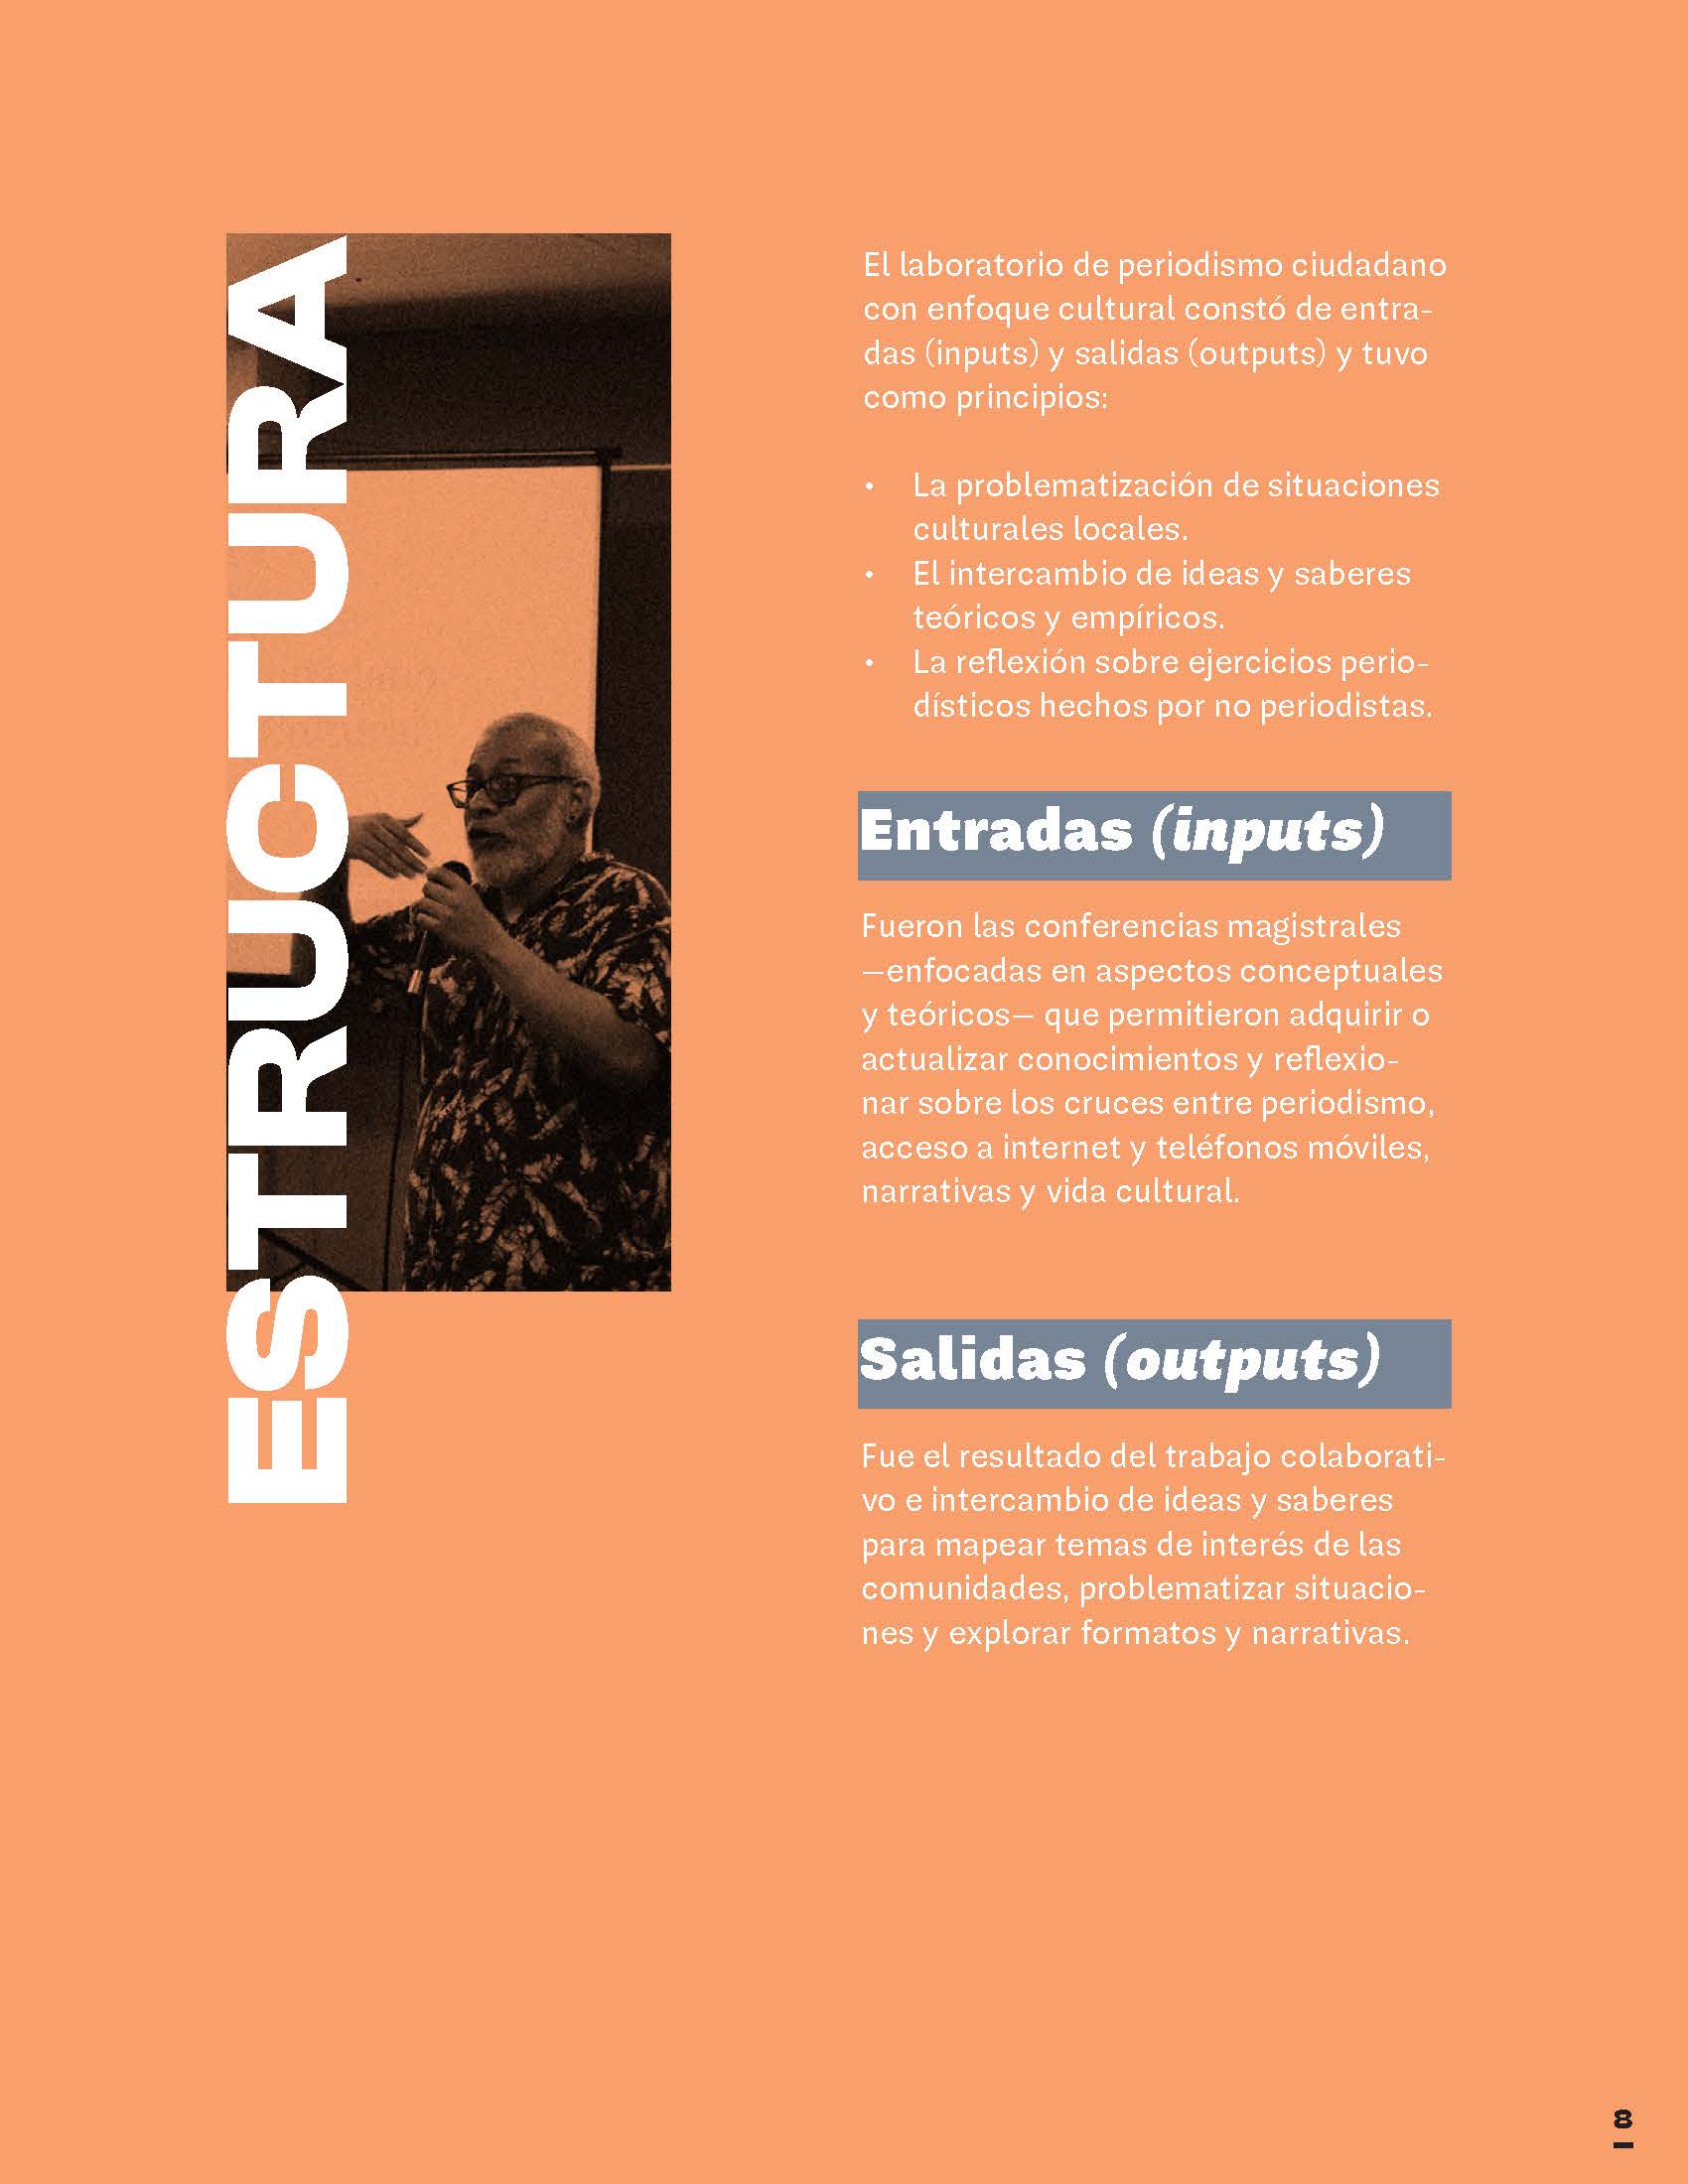 ESTRUCTURA
El laboratorio de periodismo ciudadano
con enfoque cultural constó de entra-
das (inputs) y salidas (outputs) y tuvo
como principios:
• La problematización de situaciones
culturales locales.
• El intercambio de ideas y saberes
teóricos y empíricos.
• La reflexión sobre ejercicios perio-
dísticos hechos por no periodistas.
Entradas (inputs)
Fueron las conferencias magistrales
—enfocadas en aspectos conceptuales
y teóricos— que permitieron adquirir o
actualizar conocimientos y reflexio-
nar sobre los cruces entre periodismo,
acceso a internet y teléfonos móviles,
narrativas y vida cultural.
Salidas (outputs)
Fue el resultado del trabajo colaborati-
vo e intercambio de ideas y saberes
para mapear temas de interés de las
comunidades, problematizar situacio-
nes y explorar formatos y narrativas.
8